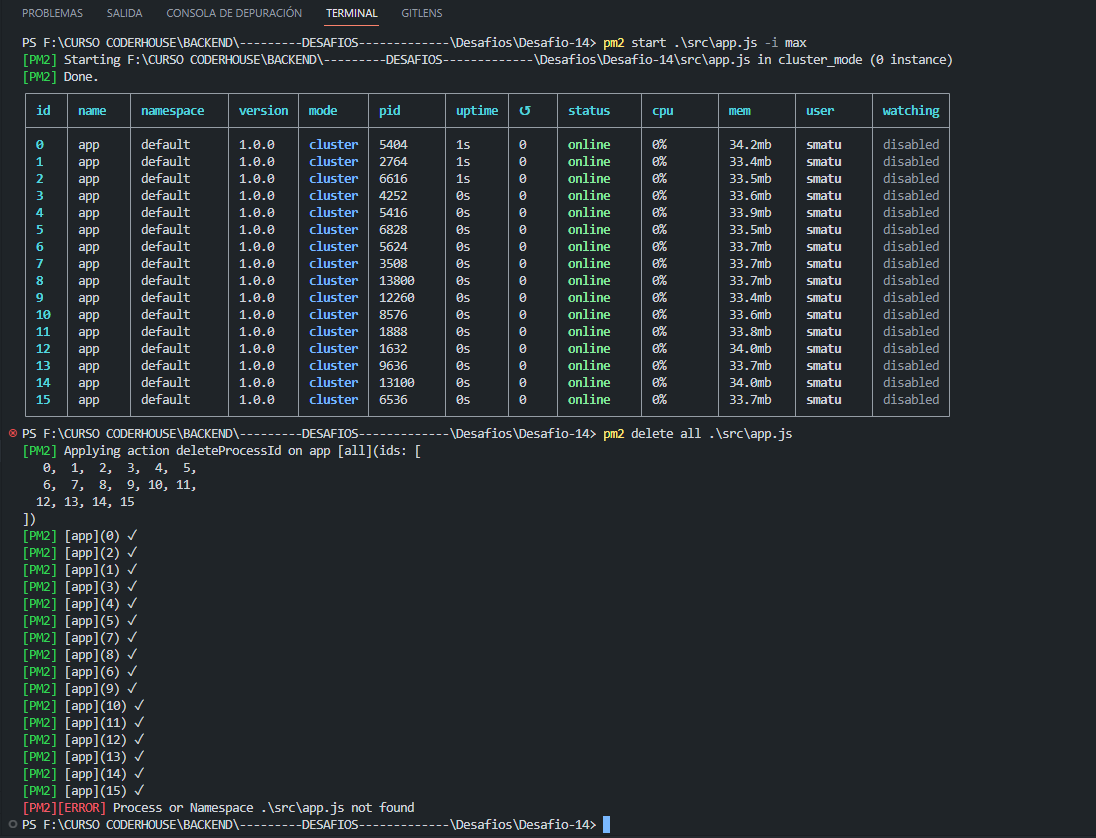 PROBLEMAS SALIDA CONSOLA DE DEPURACIÓN TERMINAL GITLENS
PS F:\CURSO CODERHOUSE\BACKEND\---------DESAFIOS-------------\Desafios\Desafio-14> pm2 start .\src\app.js -i max
[PM2] Starting F:\CURSO CODERHOUSE\BACKEND\---------DESAFIOS-------------\Desafios\Desafio-14\src\app.js in cluster_mode (0 instance)
[PM2] Done.
id name namespace version mode pid uptime ↺ status cpu mem user watching
0 app default 1.0.0 cluster 5404 1s 0 online 0% 34.2mb smatu disabled
1 app default 1.0.0 cluster 2764 1s 0 online 0% 33.4mb smatu disabled
2 app default 1.0.0 cluster 6616 1s 0 online 0% 33.5mb smatu disabled
3 app default 1.0.0 cluster 4252 0s 0 online 0% 33.6mb smatu disabled
4 app default 1.0.0 cluster 5416 0s 0 online 0% 33.9mb smatu disabled
5 app default 1.0.0 cluster 6828 0s 0 online 0% 33.5mb smatu disabled
6 app default 1.0.0 cluster 5624 0s 0 online 0% 33.7mb smatu disabled
7 app default 1.0.0 cluster 3508 0s 0 online 0% 33.7mb smatu disabled
8 app default 1.0.0 cluster 13800 0s 0 online 0% 33.7mb smatu disabled
9 app default 1.0.0 cluster 12260 0s 0 online 0% 33.4mb smatu disabled
10 app default 1.0.0 cluster 8576 0s 0 online 0% 33.6mb smatu disabled
11 app default 1.0.0 cluster 1888 0s 0 online 0% 33.8mb smatu disabled
12 app default 1.0.0 cluster 1632 0s 0 online 0% 34.0mb smatu disabled
13 app default 1.0.0 cluster 9636 0s 0 online 0% 33.7mb smatu disabled
14 app default 1.0.0 cluster 13100 0s 0 online 0% 34.0mb smatu disabled
15 app default 1.0.0 cluster 6536 0s 0 online 0% 33.7mb smatu disabled
PS F:\CURSO CODERHOUSE\BACKEND\---------DESAFIOS-------------\Desafios\Desafio-14> pm2 delete all .\src\app.js
[PM2] Applying action deleteProcessId on app [all](ids: [
0, 1, 2, 3, 4, 5,
6, 7, 8, 9, 10, 11,
12, 13, 14, 15
])
[PM2] [app](0) ✓
[PM2] [app](2) ✓
[PM2] [app](1) ✓
[PM2] [app](3) ✓
[PM2] [app](4) ✓
[PM2] [app](5) ✓
[PM2] [app](7) ✓
[PM2] [app](8) ✓
[PM2] [app](6) ✓
[PM2] [app](9) ✓
[PM2] [app](10) ✓
[PM2] [app](11) ✓
[PM2] [app](12) ✓
[PM2] [app](13) ✓
[PM2] [app](14) ✓
[PM2] [app](15) ✓
[PM2][ERROR] Process or Namespace .\src\app.js not found
PS F:\CURSO CODERHOUSE\BACKEND\---------DESAFIOS-------------\Desafios\Desafio-14>